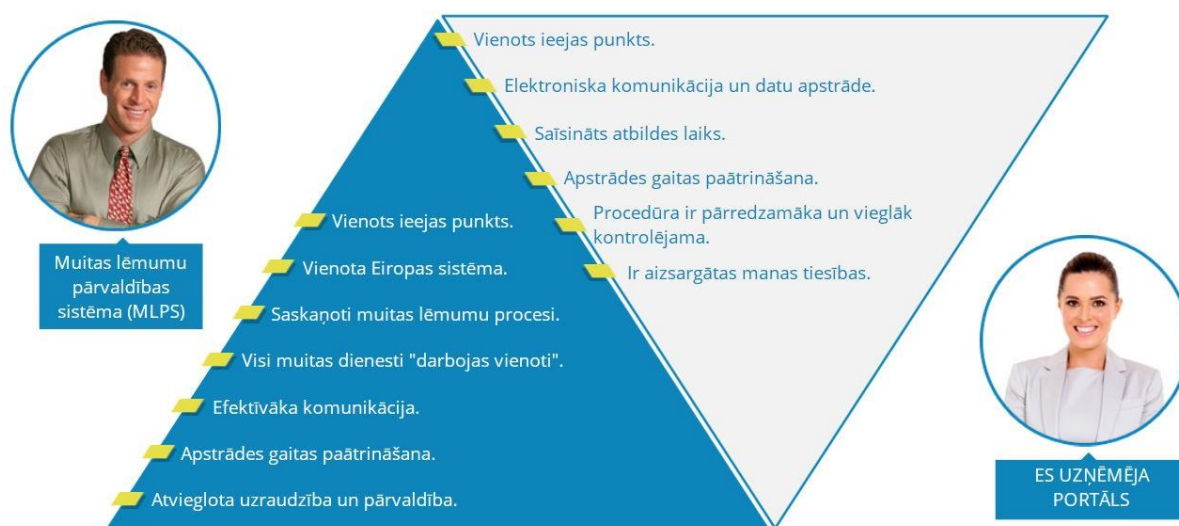 Vienots ieejas punkts.
Elektroniska komunikācija un datu apstrāde.
Saīsināts atbildes laiks.
Apstrādes gaitas paātrināšana.
Procedūra ir pārredzamāka un vieglāk
kontrolējama.
Ir aizsargātas manas tiesības.
Muitas lēmumu
pārvaldības
sistēma (MLPS)
Vienots ieejas punkts.
Vienota Eiropas sistēma.
Saskaņoti muitas lēmumu procesi.
Visi muitas dienesti "darbojas vienoti".
Efektīvāka komunikācija.
Apstrādes gaitas paātrināšana.
Atvieglota uzraudzība un pārvaldība.
ES UZŅĒMĒJA
PORTĀLS